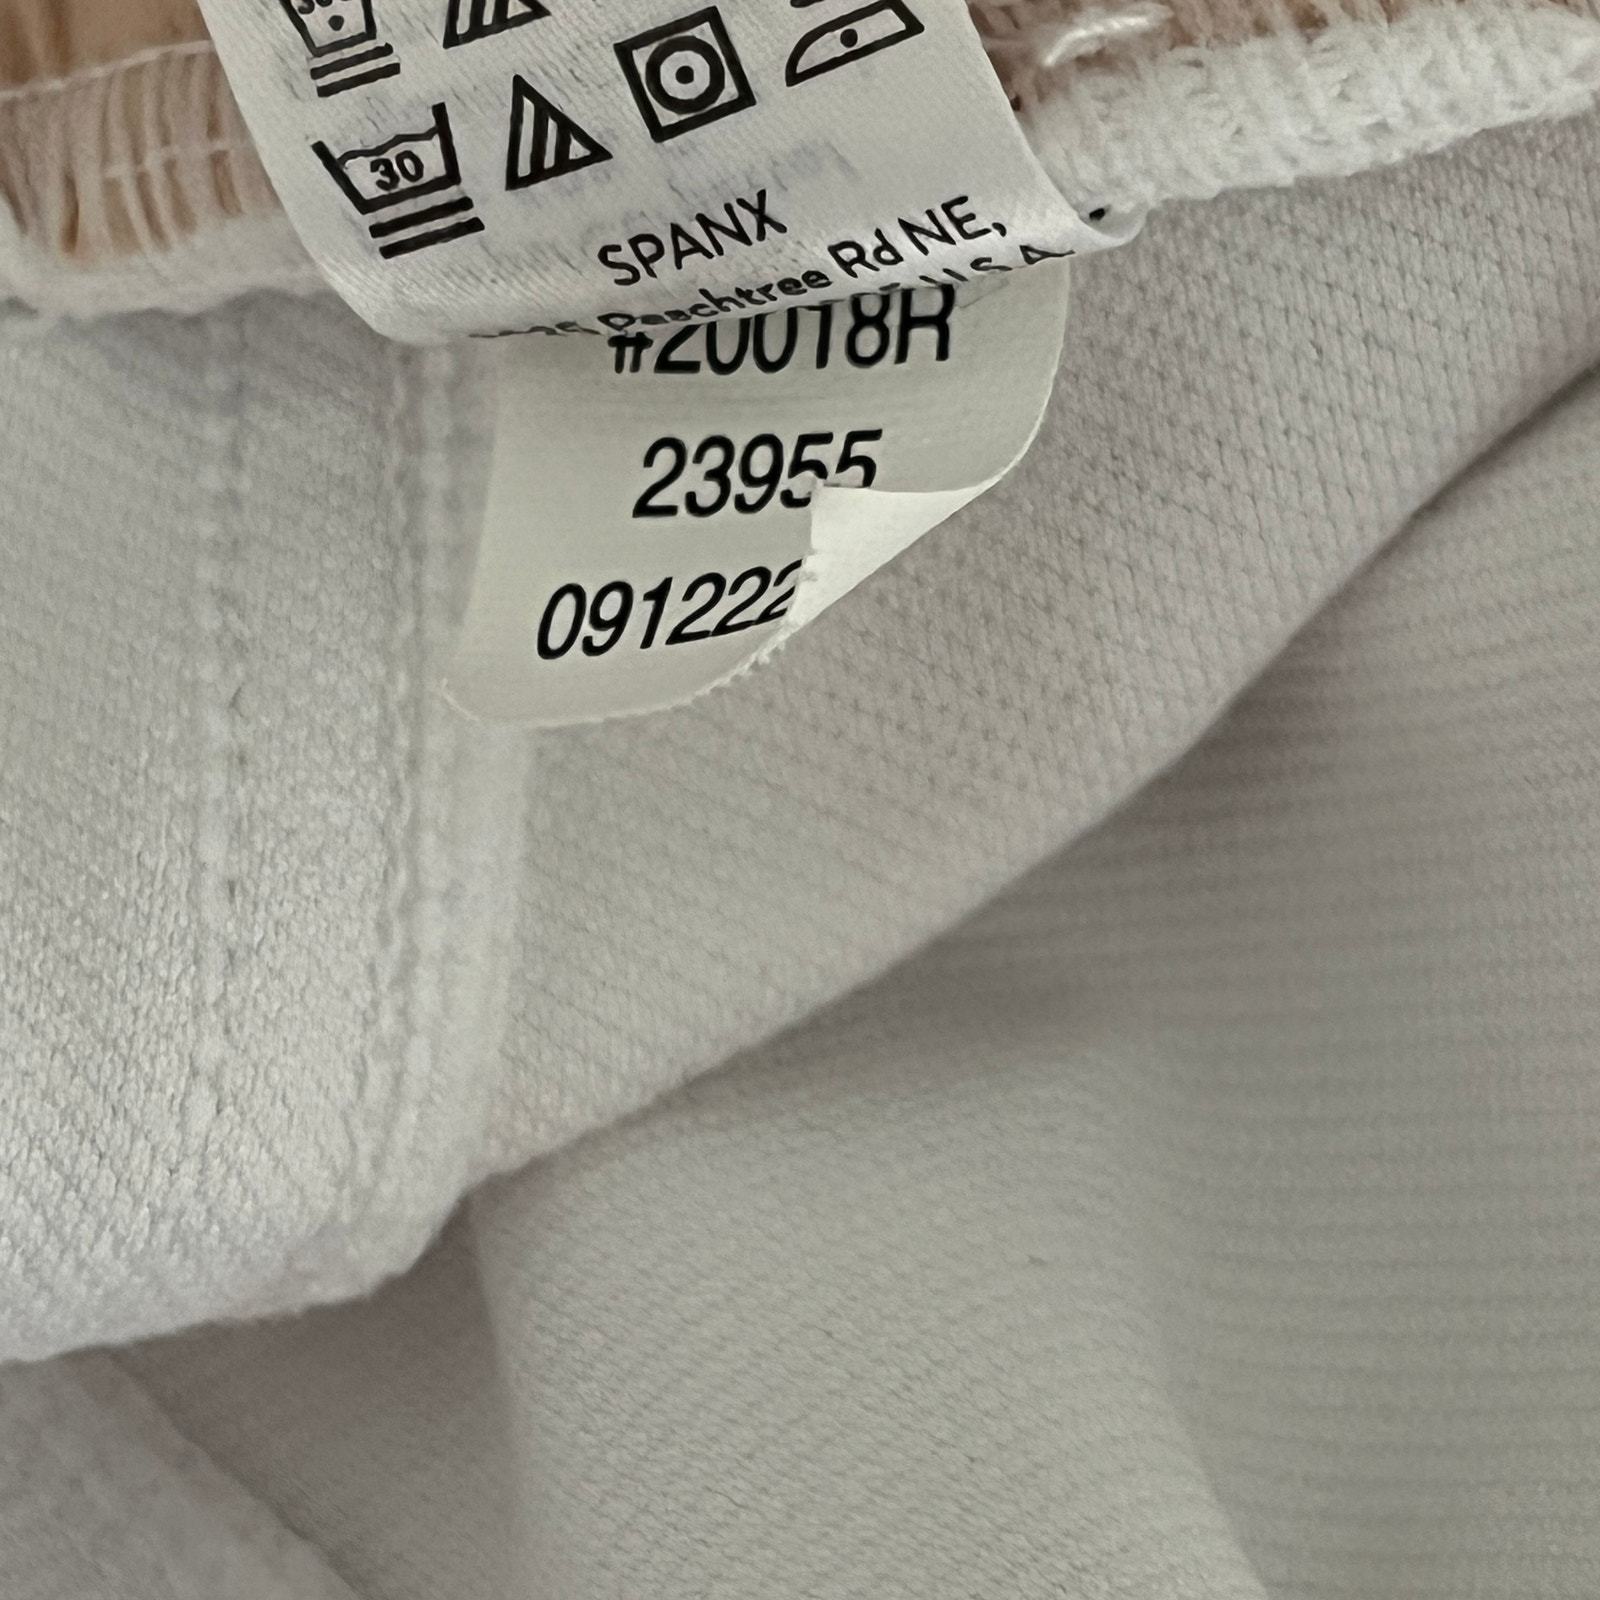 30
SPANX
Peachtree Rd NE,
U.S.A.
#20018R
23955
091222